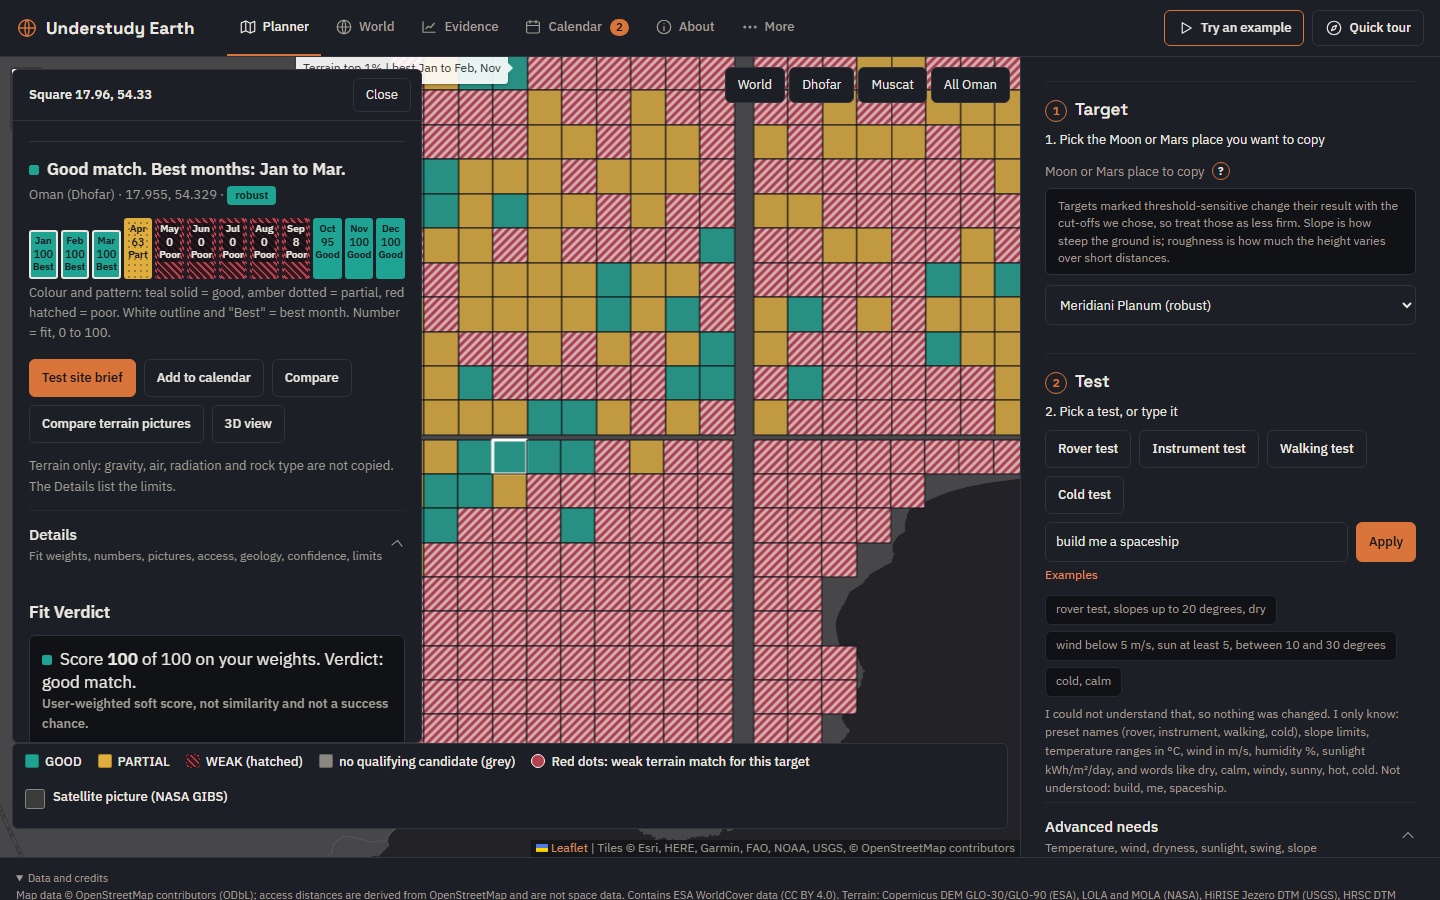 Understudy Earth
Planner
World
Evidence
Calendar 2
About
More
Try an example
Quick tour
Terrain top 1% | best Jan to Feb, Nov
World
Dhofar
Muscat
All Oman
Square 17.96, 54.33
Close
Good match. Best months: Jan to Mar.
Oman (Dhofar) · 17.955, 54.329 · robust
Jan 100 Best
Feb 100 Best
Mar 100 Best
Apr 63 Part
May 0 Poor
Jun 0 Poor
Jul 0 Poor
Aug 0 Poor
Sep 8 Poor
Oct 95 Good
Nov 100 Good
Dec 100 Good
Colour and pattern: teal solid = good, amber dotted = partial, red
hatched = poor. White outline and "Best" = best month. Number
= fit, 0 to 100.
Test site brief
Add to calendar
Compare
Compare terrain pictures
3D view
Terrain only: gravity, air, radiation and rock type are not copied.
The Details list the limits.
Details
Fit weights, numbers, pictures, access, geology, confidence, limits
Fit Verdict
Score 100 of 100 on your weights. Verdict:
good match.
User-weighted soft score, not similarity and not a success
chance.
GOOD
PARTIAL
WEAK (hatched)
no qualifying candidate (grey)
Red dots: weak terrain match for this target
Satellite picture (NASA GIBS)
Leaflet | Tiles © Esri, HERE, Garmin, FAO, NOAA, USGS, © OpenStreetMap contributors
1 Target
1. Pick the Moon or Mars place you want to copy
Moon or Mars place to copy ?
Targets marked threshold-sensitive change their result with the
cut-offs we chose, so treat those as less firm. Slope is how
steep the ground is; roughness is how much the height varies
over short distances.
Meridiani Planum (robust)
2 Test
2. Pick a test, or type it
Rover test
Instrument test
Walking test
Cold test
build me a spaceship
Apply
Examples
rover test, slopes up to 20 degrees, dry
wind below 5 m/s, sun at least 5, between 10 and 30 degrees
cold, calm
I could not understand that, so nothing was changed. I only know:
preset names (rover, instrument, walking, cold), slope limits,
temperature ranges in °C, wind in m/s, humidity %, sunlight
kWh/m²/day, and words like dry, calm, windy, sunny, hot, cold. Not
understood: build, me, spaceship.
Advanced needs
Temperature, wind, dryness, sunlight, swing, slope
▼ Data and credits
Map data © OpenStreetMap contributors (ODbL); access distances are derived from OpenStreetMap and are not space data. Contains ESA WorldCover data (CC BY 4.0). Terrain: Copernicus DEM GLO-30/GLO-90 (ESA), LOLA and MOLA (NASA), HiRISE Jezero DTM (USGS), HRSC DTM